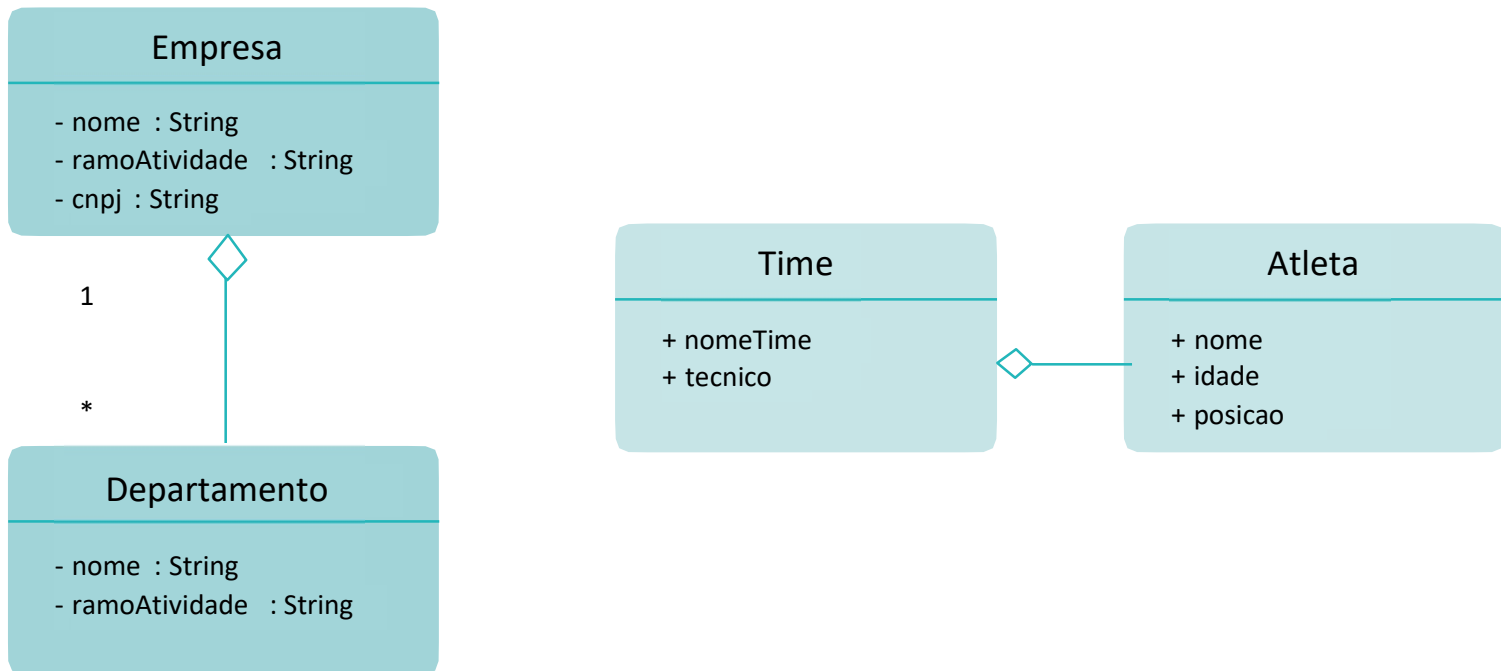 Empresa
- nome : String
- ramoAtividade : String
- cnpj : String
1
*
Departamento
- nome : String
- ramoAtividade : String
Time
+ nomeTime
+ tecnico
Atleta
+ nome
+ idade
+ posicao